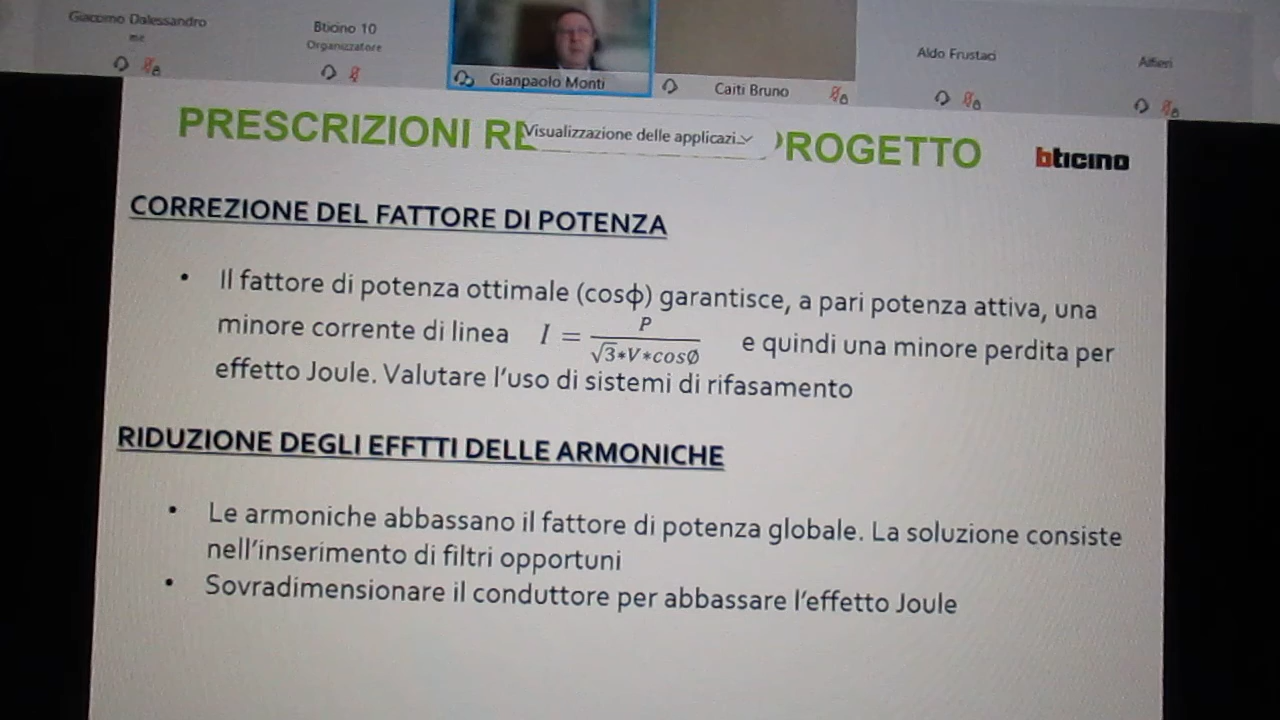 Giacomo Dalessandro
me
Bticino 10
Organizzatore
Gianpaolo Monti
Caiti Bruno
Aldo Frustaci
Alfieri
PRESCRIZIONI RE
Visualizzazione delle applicazi...
PROGETTO
bticino
CORREZIONE DEL FATTORE DI POTENZA
• Il fattore di potenza ottimale (cosϕ) garantisce, a pari potenza attiva, una
minore corrente di linea I = P / √3*V*cosØ e quindi una minore perdita per
effetto Joule. Valutare l'uso di sistemi di rifasamento
RIDUZIONE DEGLI EFFTTI DELLE ARMONICHE
• Le armoniche abbassano il fattore di potenza globale. La soluzione consiste
nell'inserimento di filtri opportuni
• Sovradimensionare il conduttore per abbassare l'effetto Joule